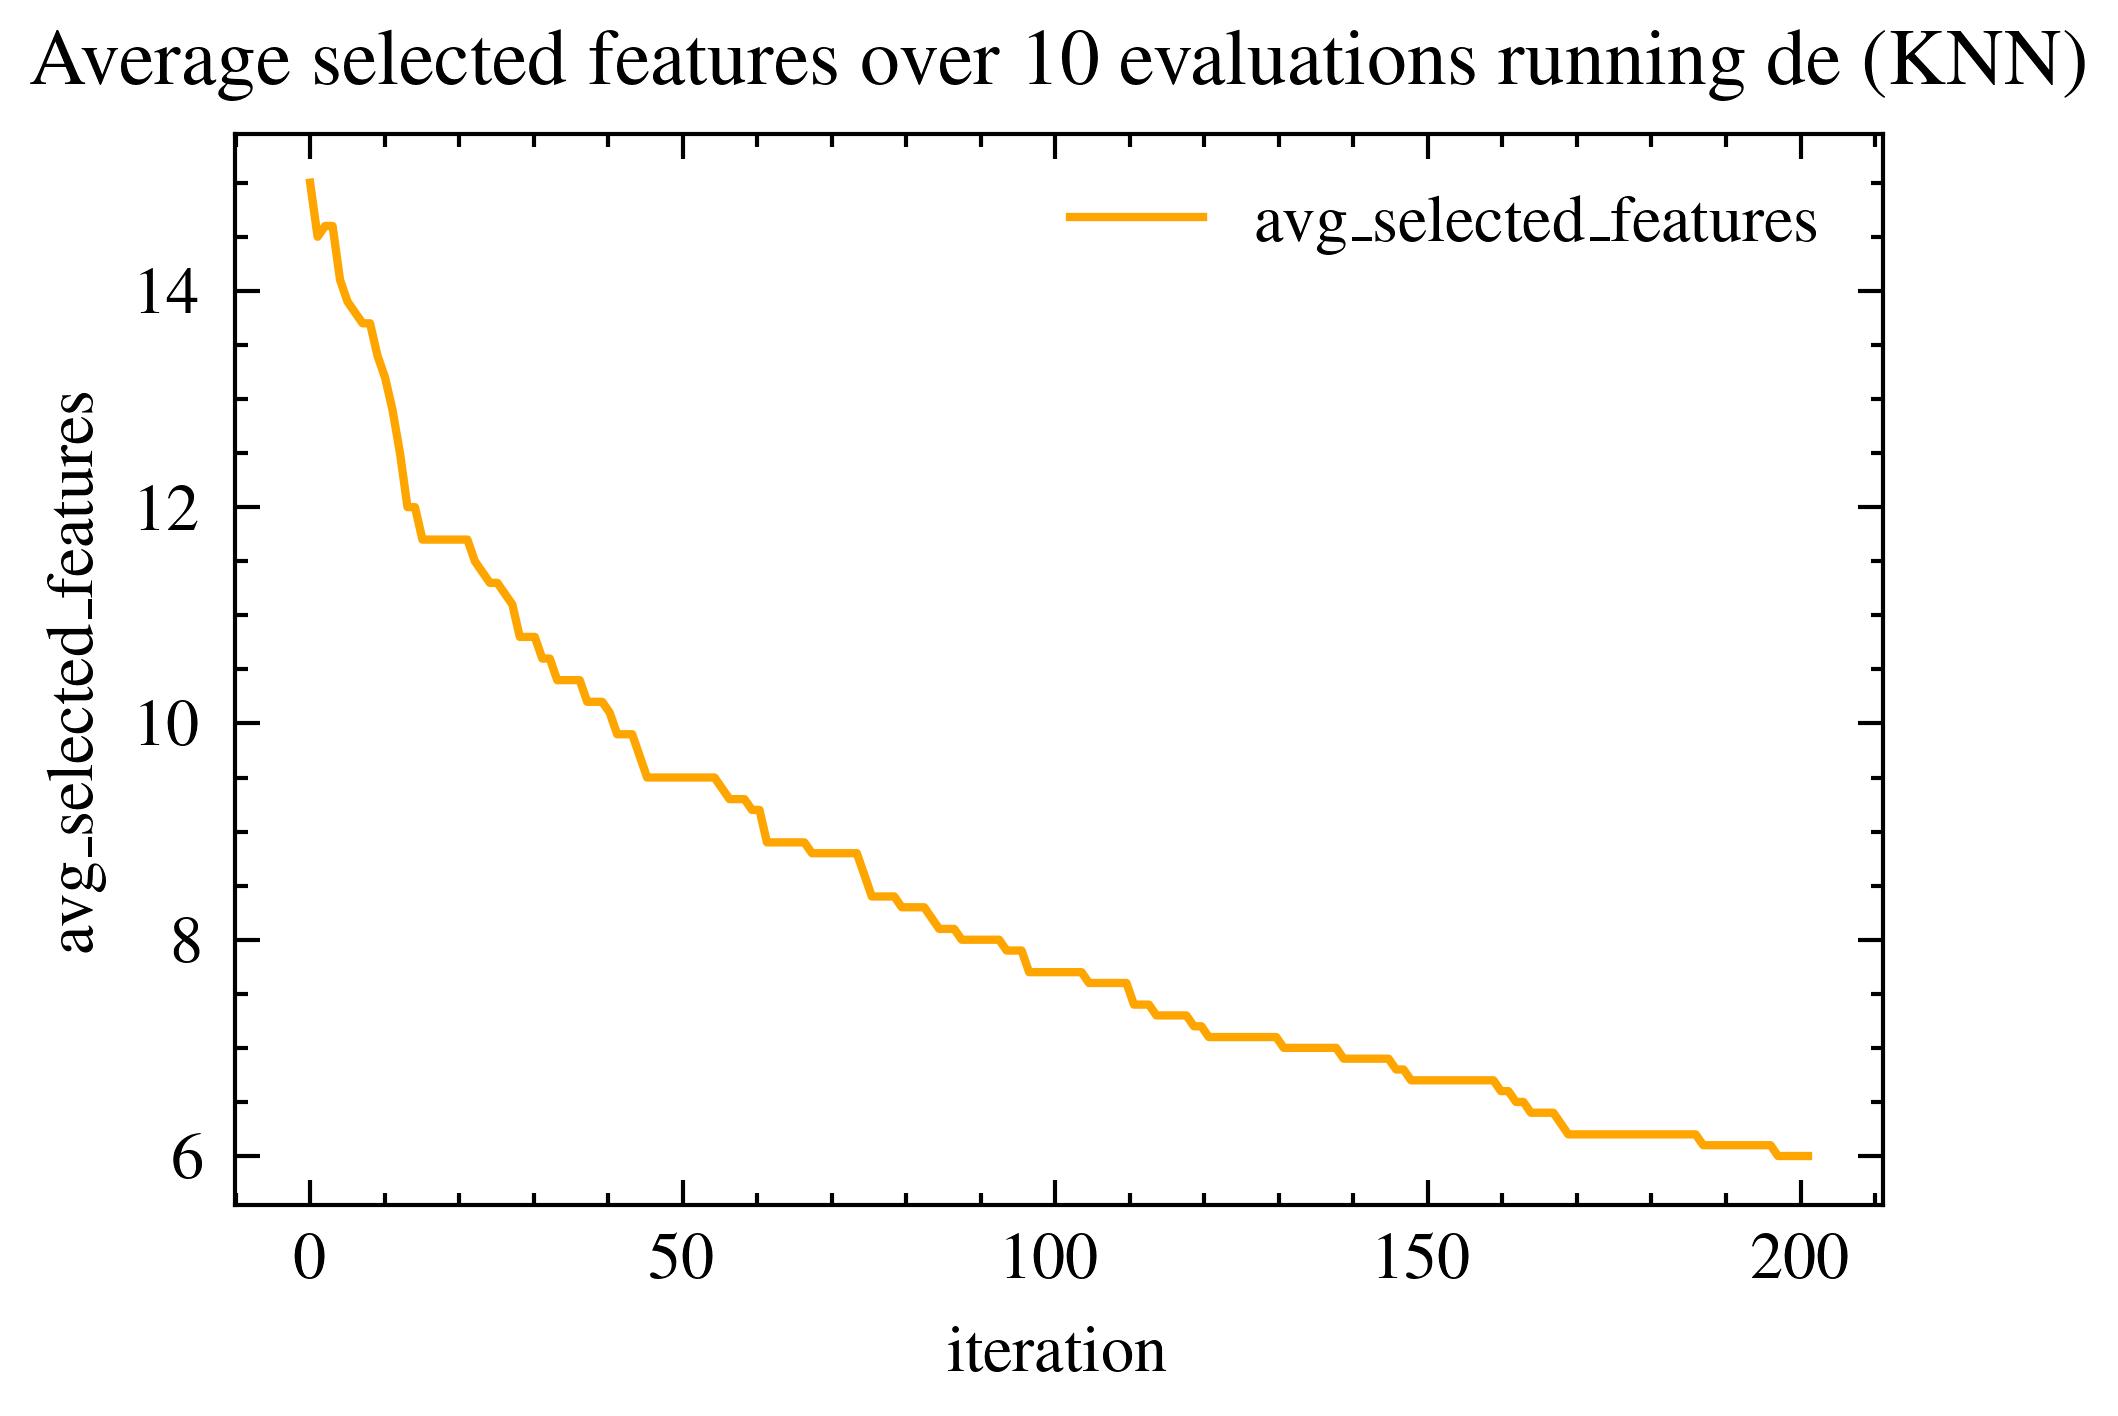 Average selected features over 10 evaluations running de (KNN)
avg_selected_features
14
12
10
8
6
avg_selected_features
0 50 100 150 200
iteration